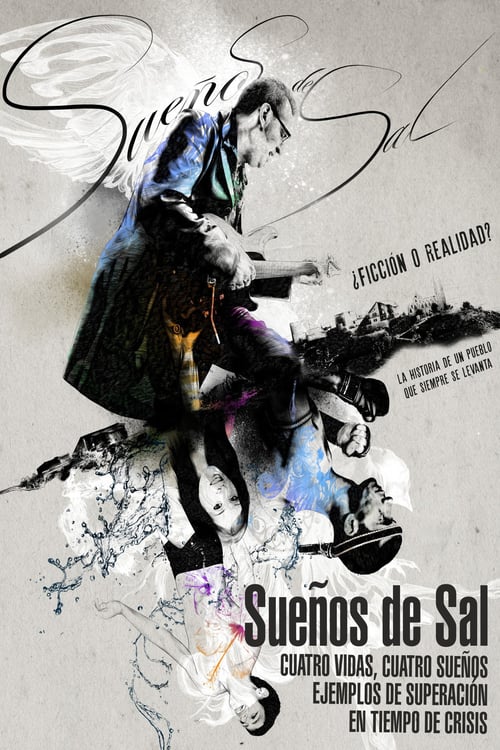 Sueños de Sal
¿FICCIÓN O REALIDAD?
LA HISTORIA DE UN PUEBLO
QUE SIEMPRE SE LEVANTA
Sueños de Sal
CUATRO VIDAS, CUATRO SUEÑOS
EJEMPLOS DE SUPERACIÓN
EN TIEMPO DE CRISIS